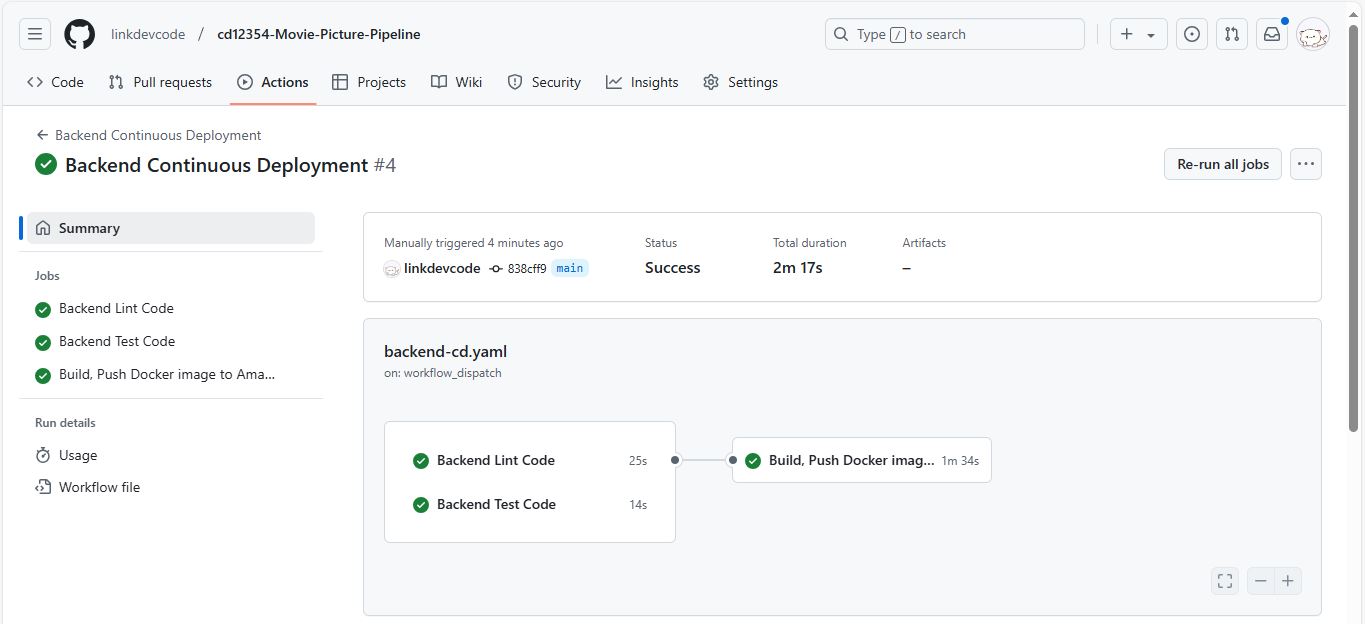 linkdevcode / cd12354-Movie-Picture-Pipeline
Type / to search
Code Pull requests Actions Projects Wiki Security Insights Settings
Backend Continuous Deployment
Backend Continuous Deployment #4
Re-run all jobs
Summary
Jobs
Backend Lint Code
Backend Test Code
Build, Push Docker image to Ama...
Run details
Usage
Workflow file
Manually triggered 4 minutes ago
linkdevcode 838cff9 main
Status
Success
Total duration
2m 17s
Artifacts
–
backend-cd.yaml
on: workflow_dispatch
Backend Lint Code 25s
Backend Test Code 14s
Build, Push Docker imag... 1m 34s